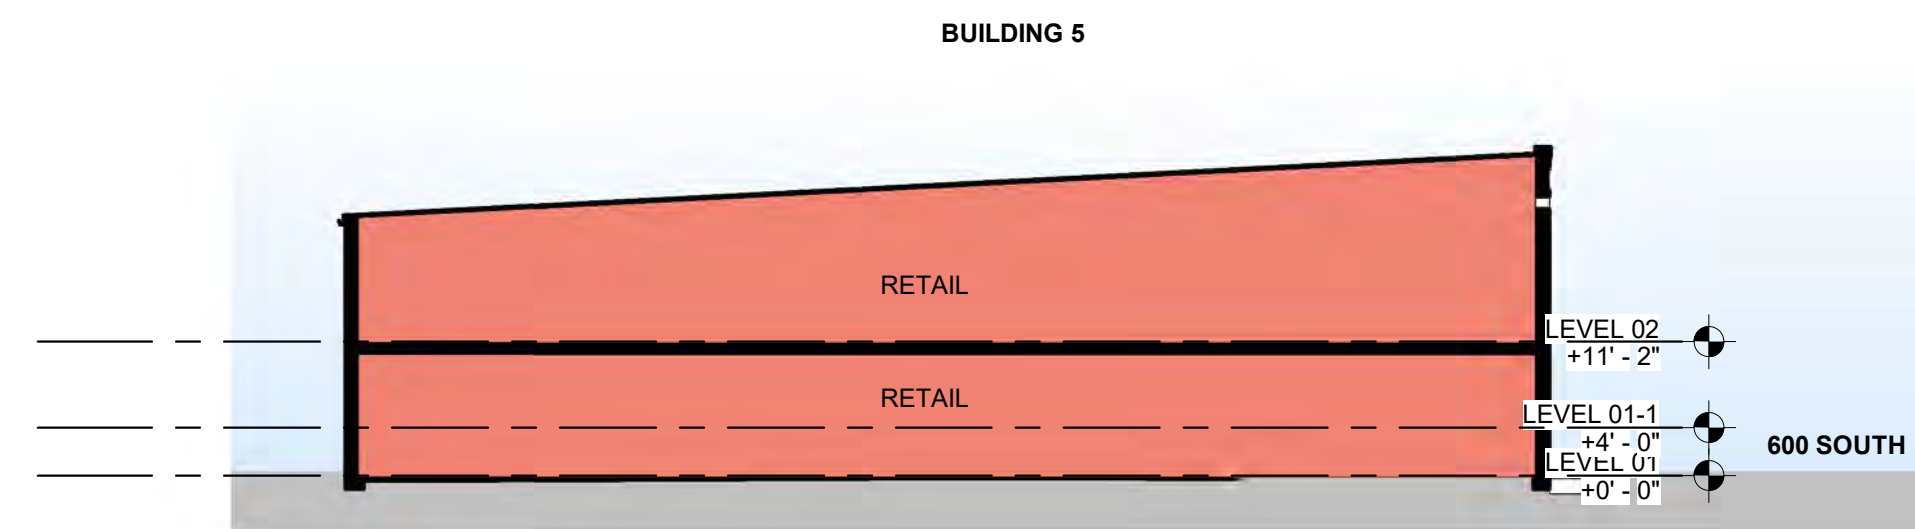 BUILDING 5
RETAIL
LEVEL 02
+11' - 2"
RETAIL
LEVEL 01-1
+4' - 0"
600 SOUTH
LEVEL 01
+0' - 0"